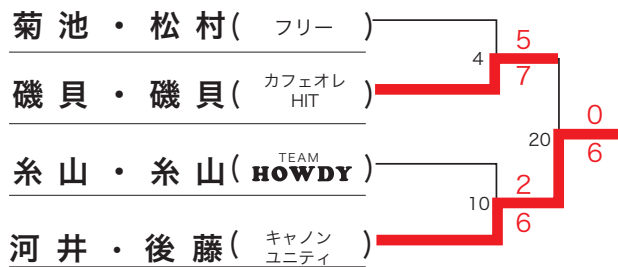 菊池・松村(フリー)
5
4
7
磯貝・磯貝(カフェオレ
HIT)
0
20
6
糸山・糸山(TEAM
HOWDY)
2
10
6
河井・後藤(キャノン
ユニティ)